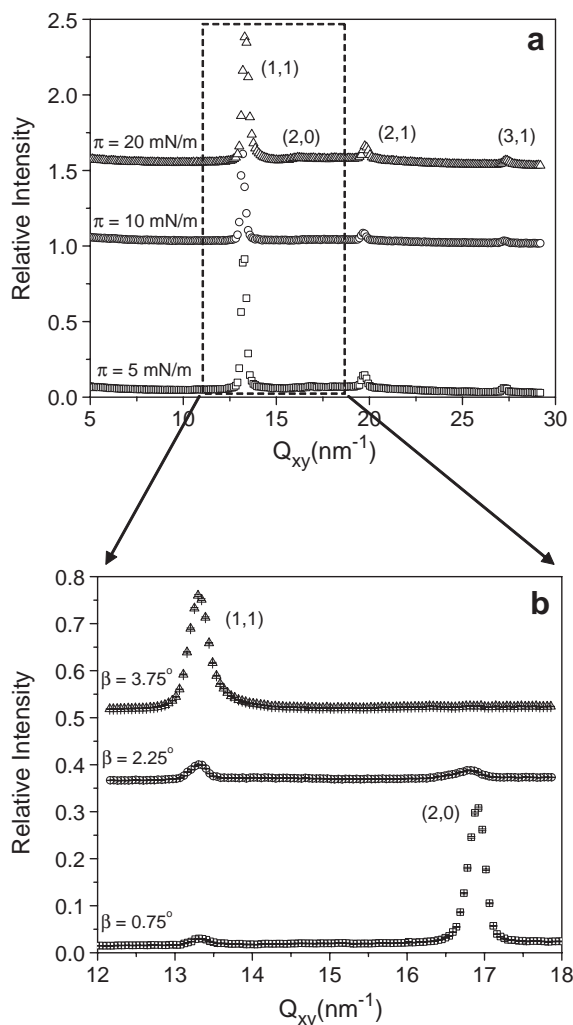 a
2.5
2.0
1.5
1.0
0.5
0.0
Relative Intensity
(1,1)
(2,0)
(2,1)
(3,1)
π = 20 mN/m
π = 10 mN/m
π = 5 mN/m
5 10 15 20 25 30
Qxy(nm-1)
b
0.8
0.7
0.6
0.5
0.4
0.3
0.2
0.1
0.0
Relative Intensity
(1,1)
β = 3.75°
β = 2.25°
(2,0)
β = 0.75°
12 13 14 15 16 17 18
Qxy(nm-1)